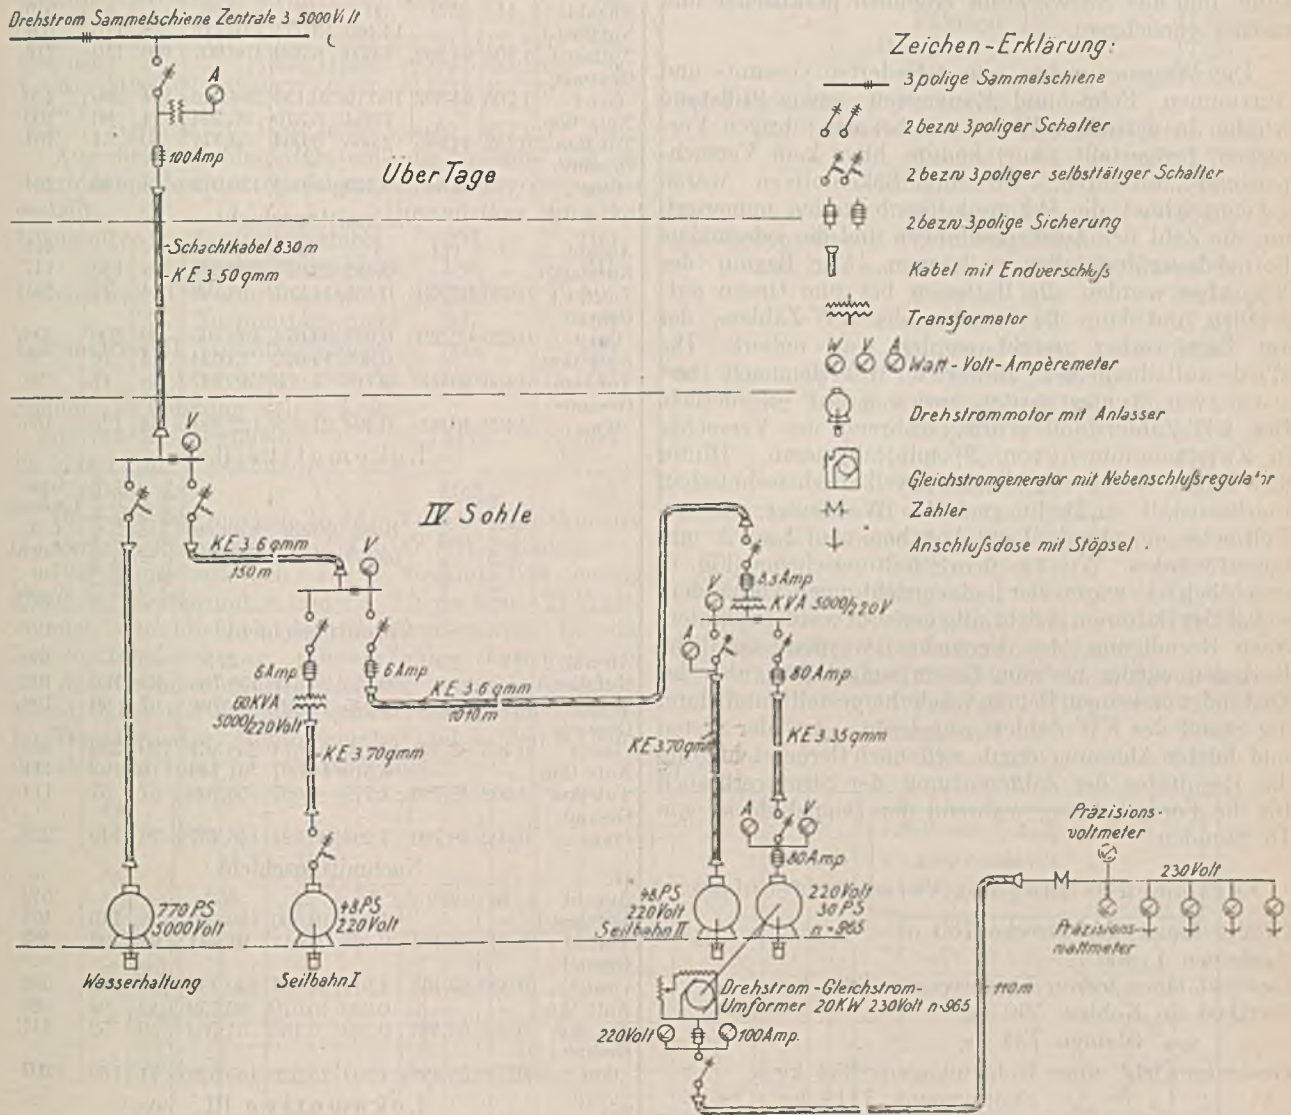 Drehstrom Sammelschiene Zentrale 3 5000 Volt
A
100 Amp
Über Tage
Schachtkabel 830 m
KE 3.50 qmm
V
IV. Sohle
KE 3 6 qmm
150 m
V
6 Amp
6 Amp
60 KVA
5000/220 Volt
KE 3 70 qmm
KE 3 6 qmm
1010 m
8,5 Amp
V
KVA 5000/220 V
A
80 Amp
KE 3.70 qmm
KE 3 35 qmm
A
V
80 Amp
770 PS
5000 Volt
Wasserhaltung
48 PS
220 Volt
Seilbahn I
48 PS
220 Volt
Seilbahn II
220 Volt
30 PS
n = 965
Drehstrom-Gleichstrom-
Umformer 20 KW 230 Volt n = 965
220 Volt
100 Amp.
110 m
Präzisions-
voltmeter
230 Volt
Präzisions-
wattmeter
Zeichen-Erklärung:
3 polige Sammelschiene
2 bezw 3 poliger Schalter
2 bezw 3 poliger selbsttätiger Schalter
2 bezw 3 polige Sicherung
Kabel mit Endverschluß
Transformator
W V A
Watt-Volt-Ampèremeter
Drehstrommotor mit Anlasser
Gleichstromgenerator mit Nebenschlußregulator
Zähler
Anschlußdose mit Stöpsel